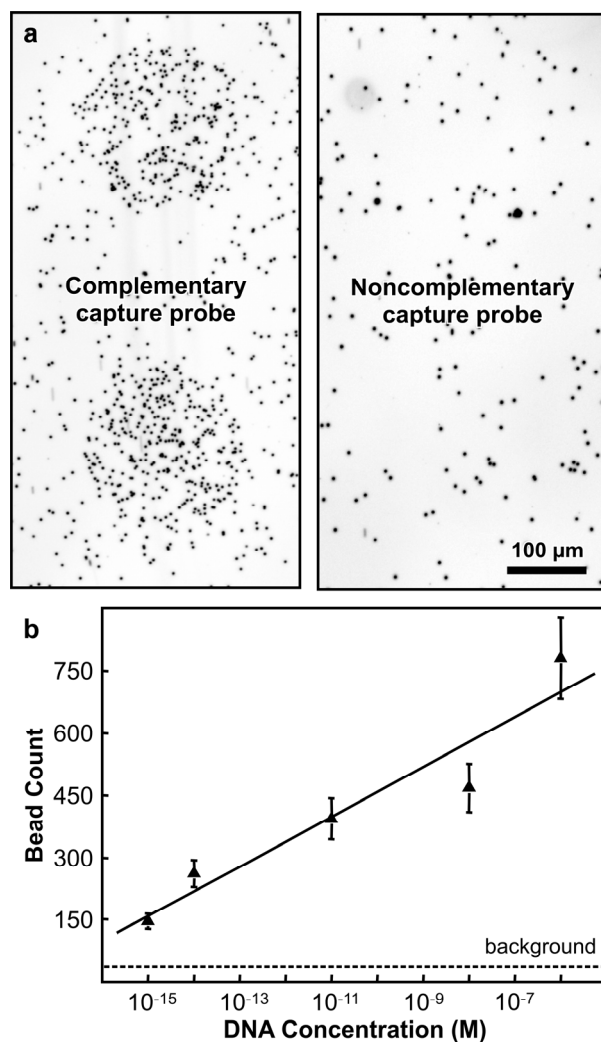 a
Complementary
capture probe
Noncomplementary
capture probe
100 µm
b
750
600
450
300
150
Bead Count
background
10⁻¹⁵
10⁻¹³
10⁻¹¹
10⁻⁹
10⁻⁷
DNA Concentration (M)